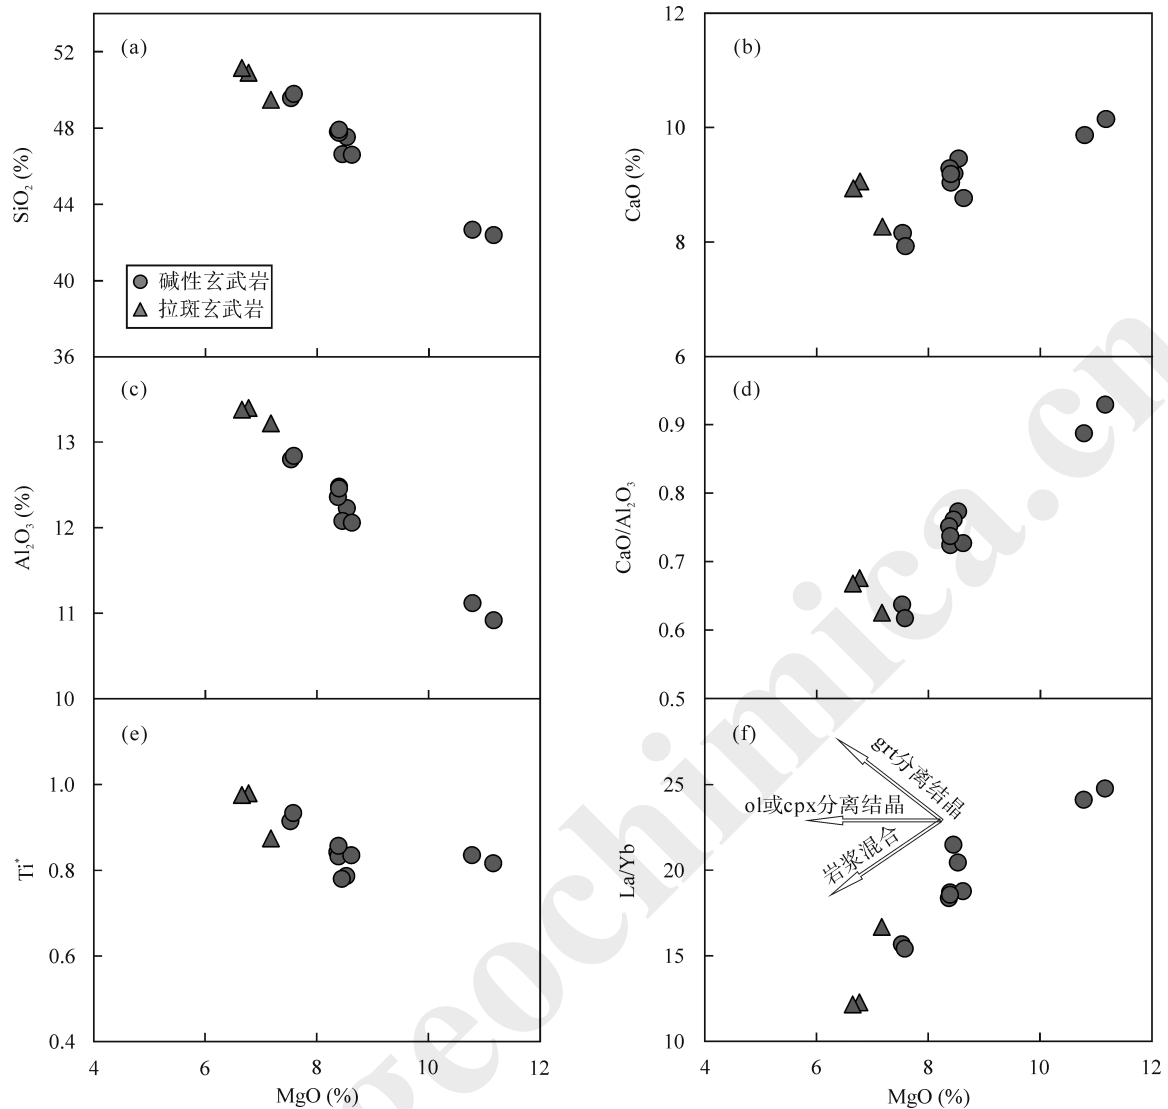 (a)
52
48
44
40
36
SiO₂ (%)
碱性玄武岩
拉斑玄武岩
(b)
12
10
8
6
CaO (%)
(c)
13
12
11
10
Al₂O₃ (%)
(d)
0.9
0.8
0.7
0.6
0.5
CaO/Al₂O₃
(e)
1.0
0.8
0.6
0.4
Ti*
4
6
8
10
12
MgO (%)
(f)
25
20
15
10
La/Yb
grt分离结晶
ol或cpx分离结晶
岩浆混合
4
6
8
10
12
MgO (%)
geochimica.cn